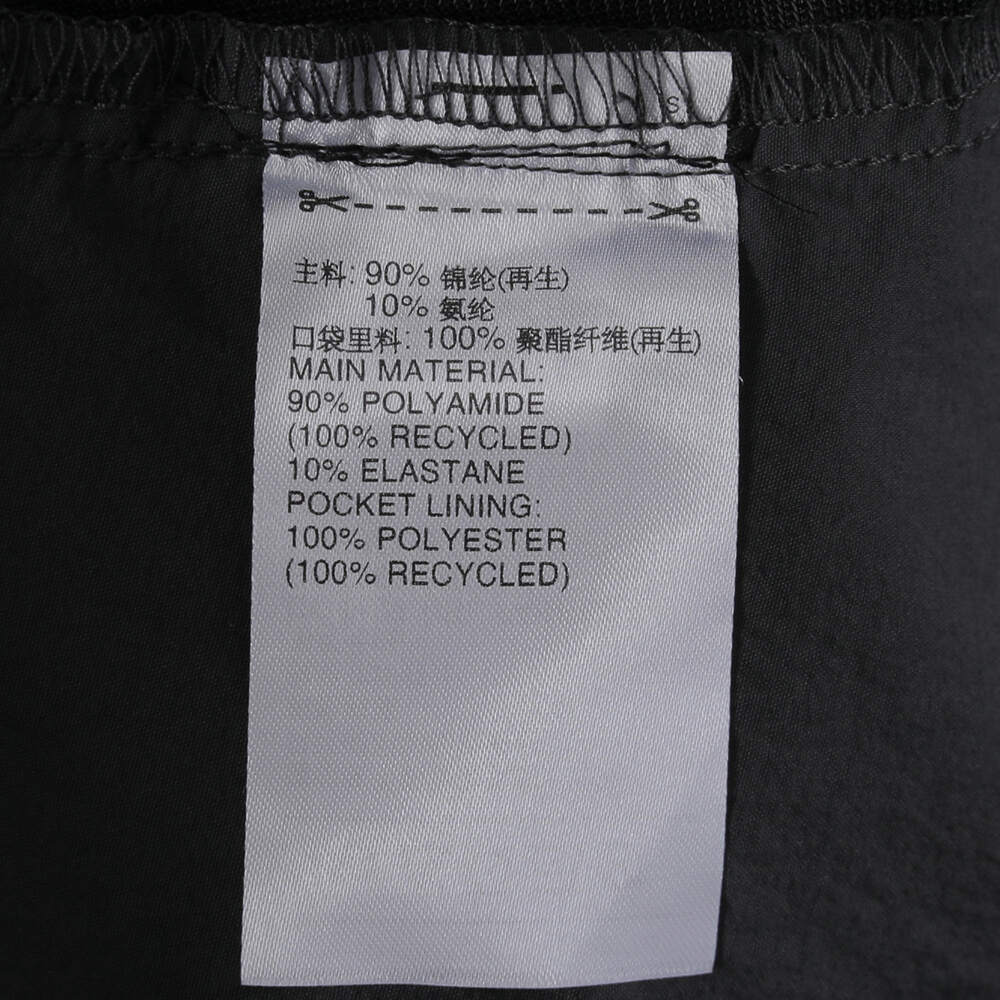 S
主料: 90% 锦纶(再生)
10% 氨纶
口袋里料: 100% 聚酯纤维(再生)
MAIN MATERIAL:
90% POLYAMIDE
(100% RECYCLED)
10% ELASTANE
POCKET LINING:
100% POLYESTER
(100% RECYCLED)